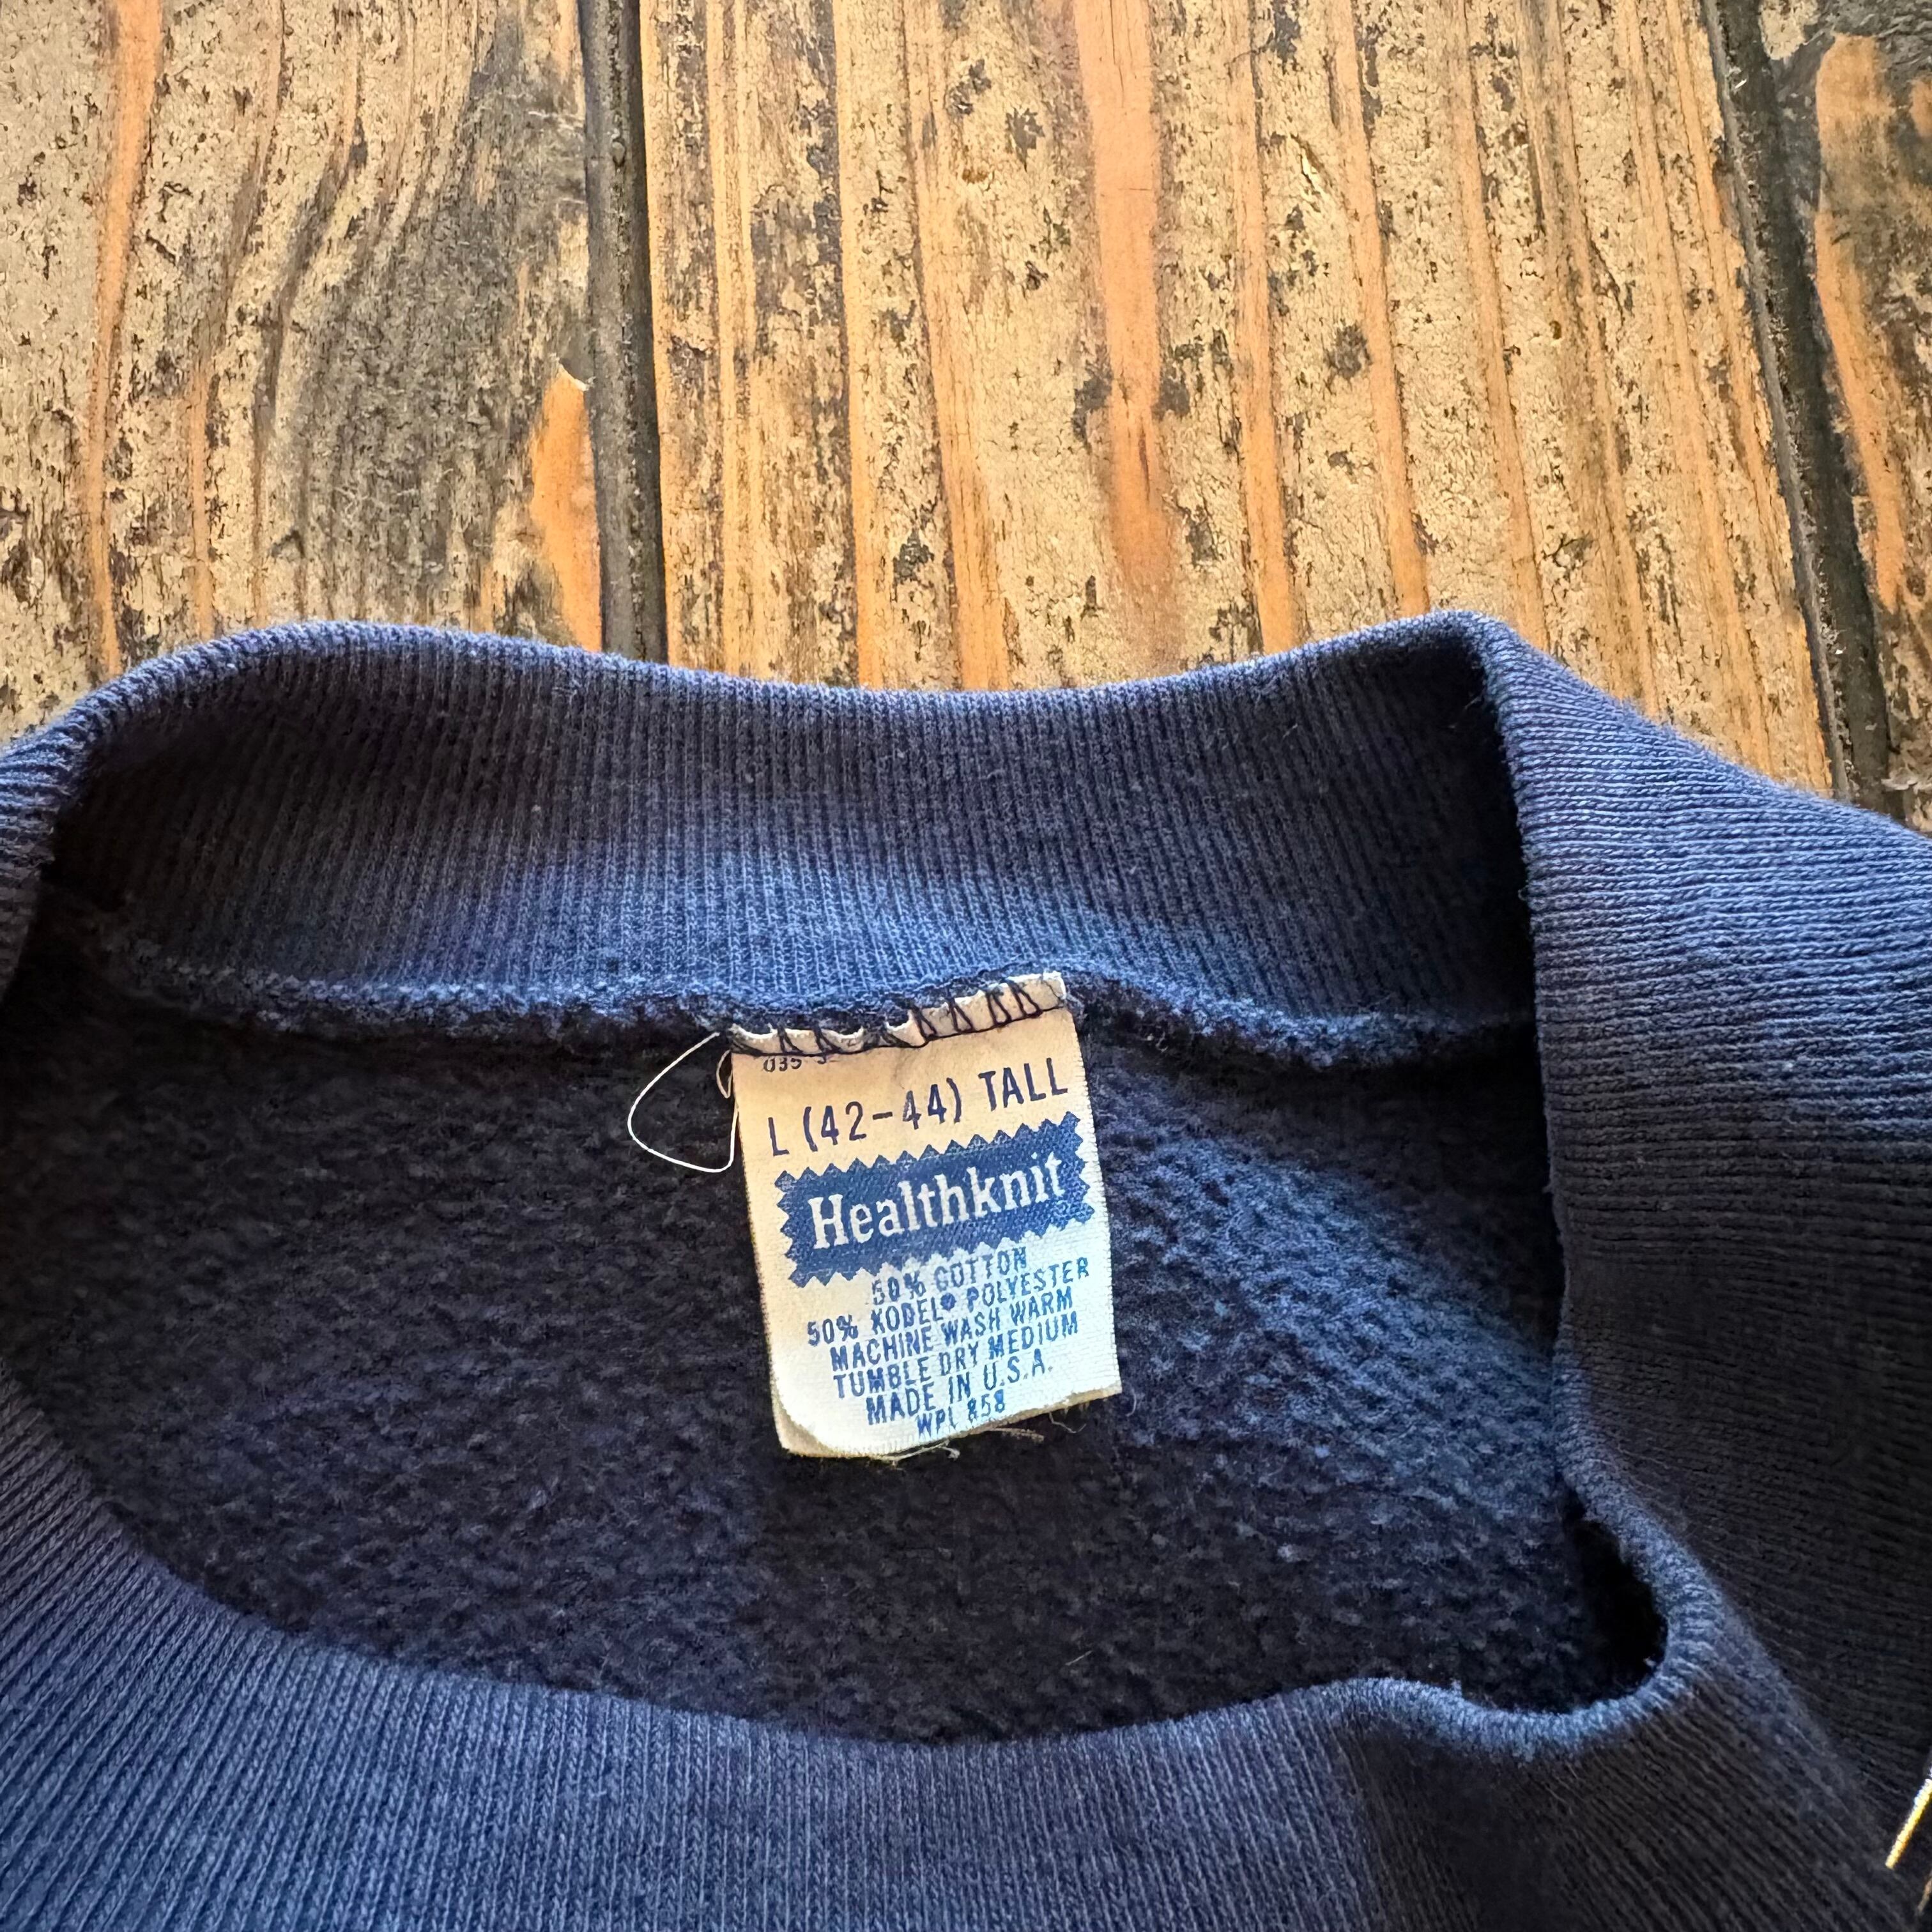 035
L (42-44) TALL
Healthknit
50% COTTON
50% KODEL® POLYESTER
MACHINE WASH WARM
TUMBLE DRY MEDIUM
MADE IN U.S.A.
WPL 858